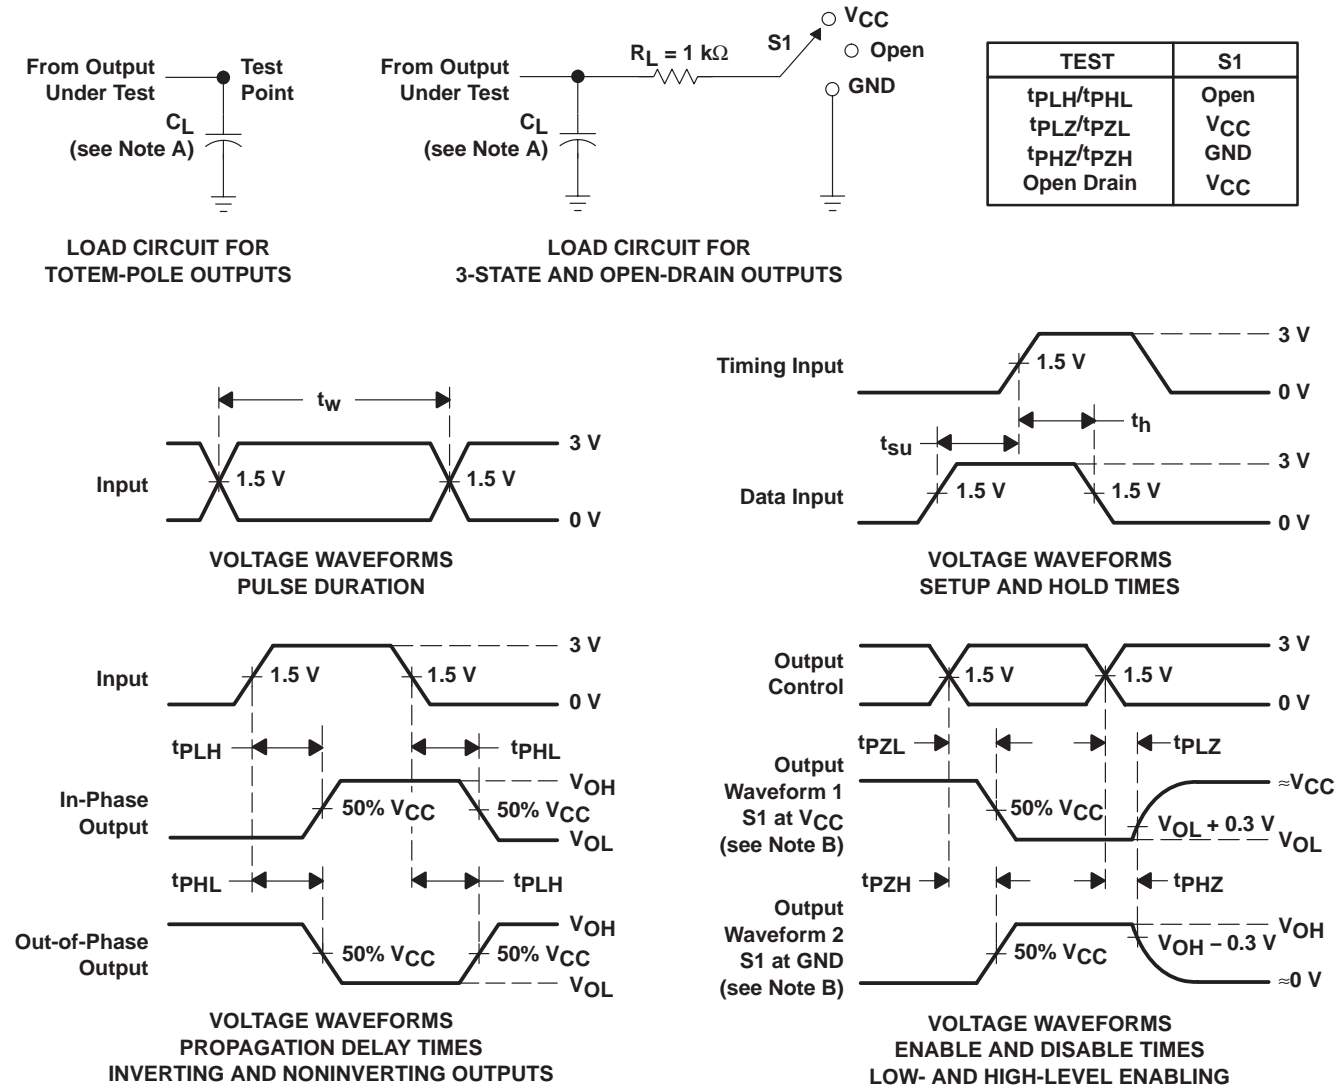 From Output
Under Test
Test
Point
CL
(see Note A)
LOAD CIRCUIT FOR
TOTEM-POLE OUTPUTS
From Output
Under Test
RL = 1 kΩ
S1
VCC
Open
GND
CL
(see Note A)
LOAD CIRCUIT FOR
3-STATE AND OPEN-DRAIN OUTPUTS
TEST S1
tPLH/tPHL Open
tPLZ/tPZL VCC
tPHZ/tPZH GND
Open Drain VCC
tw
Input
1.5 V
1.5 V
3 V
0 V
VOLTAGE WAVEFORMS
PULSE DURATION
Timing Input
1.5 V
3 V
0 V
tsu
th
Data Input
1.5 V
1.5 V
3 V
0 V
VOLTAGE WAVEFORMS
SETUP AND HOLD TIMES
Input
1.5 V
1.5 V
3 V
0 V
tPLH
tPHL
In-Phase
Output
50% VCC
50% VCC
VOH
VOL
tPHL
tPLH
Out-of-Phase
Output
50% VCC
50% VCC
VOH
VOL
VOLTAGE WAVEFORMS
PROPAGATION DELAY TIMES
INVERTING AND NONINVERTING OUTPUTS
Output
Control
1.5 V
1.5 V
3 V
0 V
tPZL
tPLZ
Output
Waveform 1
S1 at VCC
(see Note B)
50% VCC
VOL + 0.3 V
≈VCC
VOL
tPZH
tPHZ
Output
Waveform 2
S1 at GND
(see Note B)
50% VCC
VOH − 0.3 V
VOH
≈0 V
VOLTAGE WAVEFORMS
ENABLE AND DISABLE TIMES
LOW- AND HIGH-LEVEL ENABLING